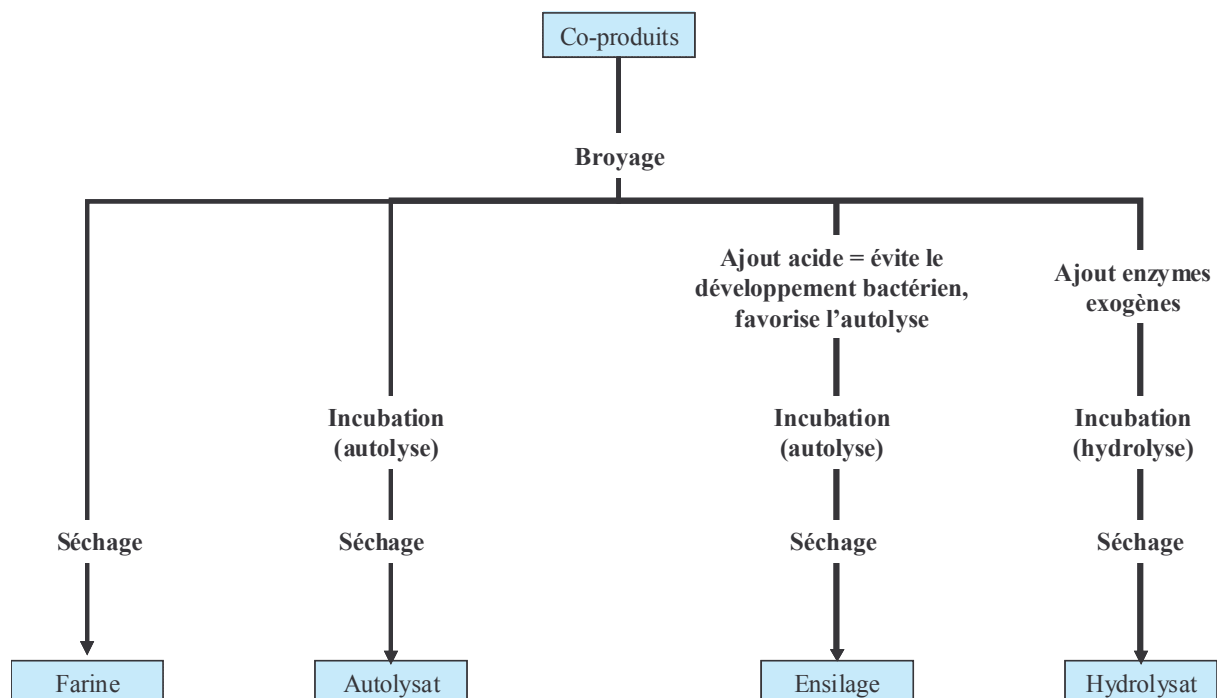 Co-produits
Broyage
Ajout acide = évite le
développement bactérien,
favorise l’autolyse
Ajout enzymes
exogènes
Incubation
(autolyse)
Incubation
(autolyse)
Incubation
(hydrolyse)
Séchage
Séchage
Séchage
Séchage
Farine
Autolysat
Ensilage
Hydrolysat